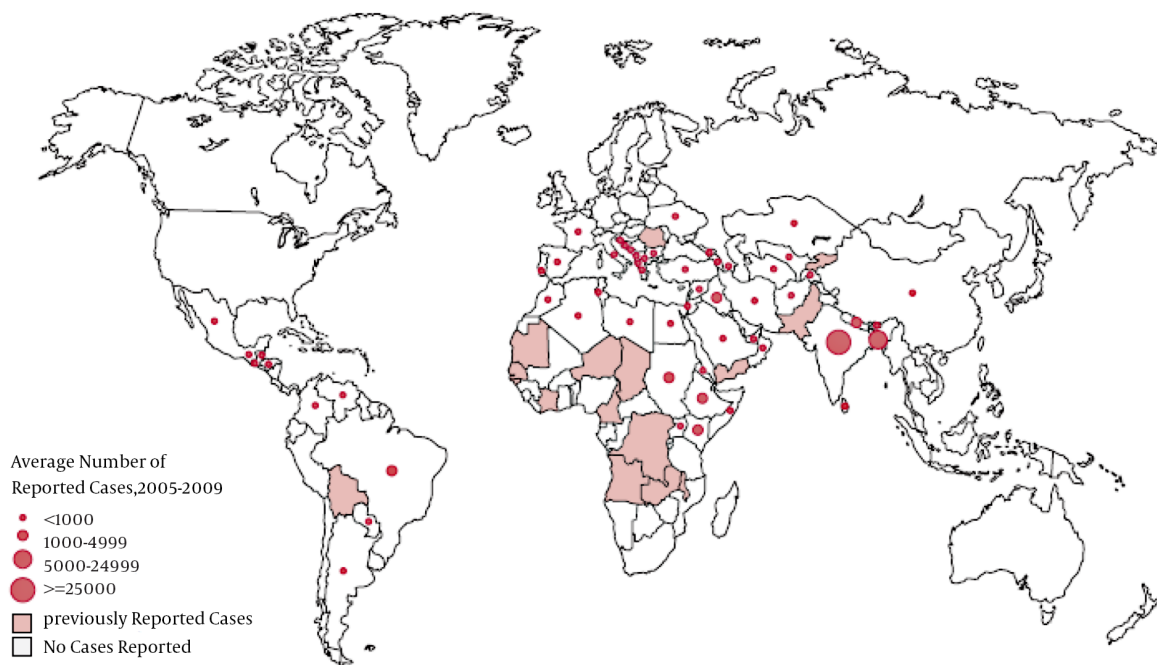 Average Number of
Reported Cases,2005-2009
<1000
1000-4999
5000-24999
>=25000
previously Reported Cases
No Cases Reported